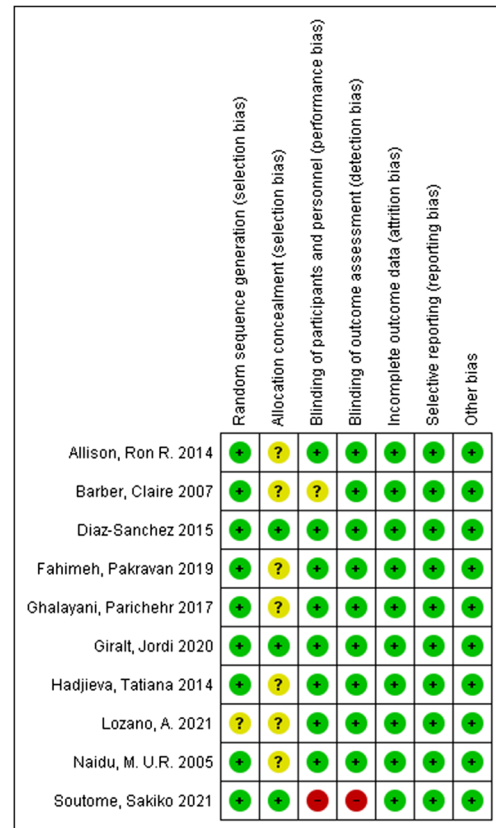 Random sequence generation (selection bias)
Allocation concealment (selection bias)
Blinding of participants and personnel (performance bias)
Blinding of outcome assessment (detection bias)
Incomplete outcome data (attrition bias)
Selective reporting (reporting bias)
Other bias
Allison, Ron R. 2014 + ? + + + + +
Barber, Claire 2007 + ? ? + + + +
Diaz-Sanchez 2015 + + + + + + +
Fahimeh, Pakravan 2019 + ? + + + + +
Ghalayani, Parichehr 2017 + ? + + + + +
Giralt, Jordi 2020 + + + + + + +
Hadjieva, Tatiana 2014 + ? + + + + +
Lozano, A. 2021 ? ? + + + + +
Naidu, M. U.R. 2005 + ? + + + + +
Soutome, Sakiko 2021 + + - - + + +